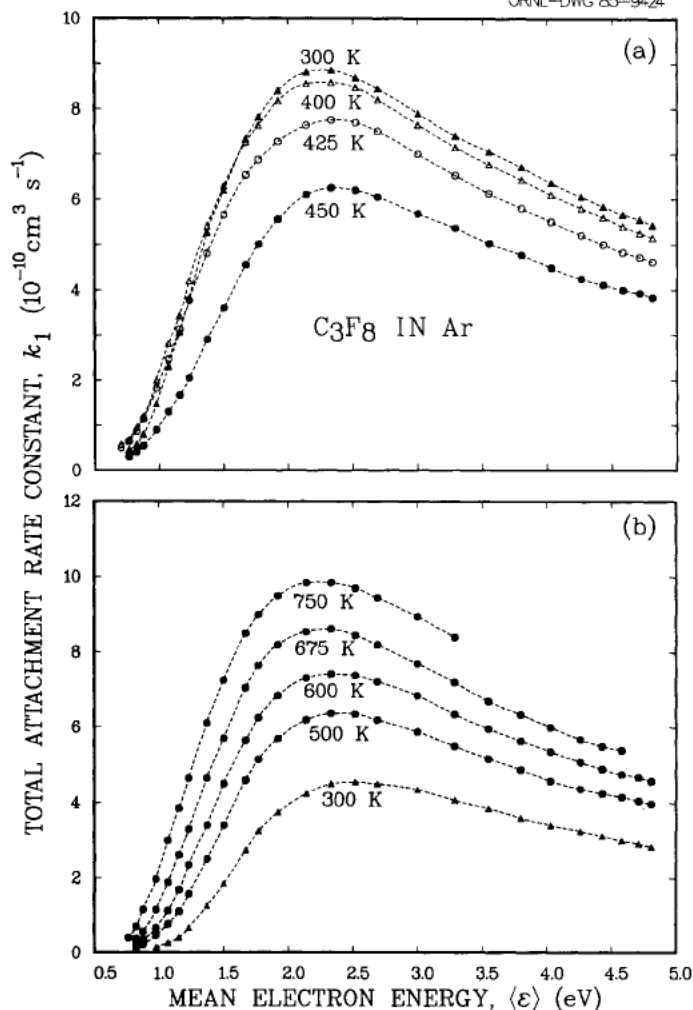 ORNL-DWG 85-9424
TOTAL ATTACHMENT RATE CONSTANT, k₁ (10⁻¹⁰cm³ s⁻¹)
10
8
6
4
2
0
(a)
300 K
400 K
425 K
450 K
C₃F₈ IN Ar
12
10
8
6
4
2
0
(b)
750 K
675 K
600 K
500 K
300 K
0.5 1.0 1.5 2.0 2.5 3.0 3.5 4.0 4.5 5.0
MEAN ELECTRON ENERGY, ⟨ε⟩ (eV)